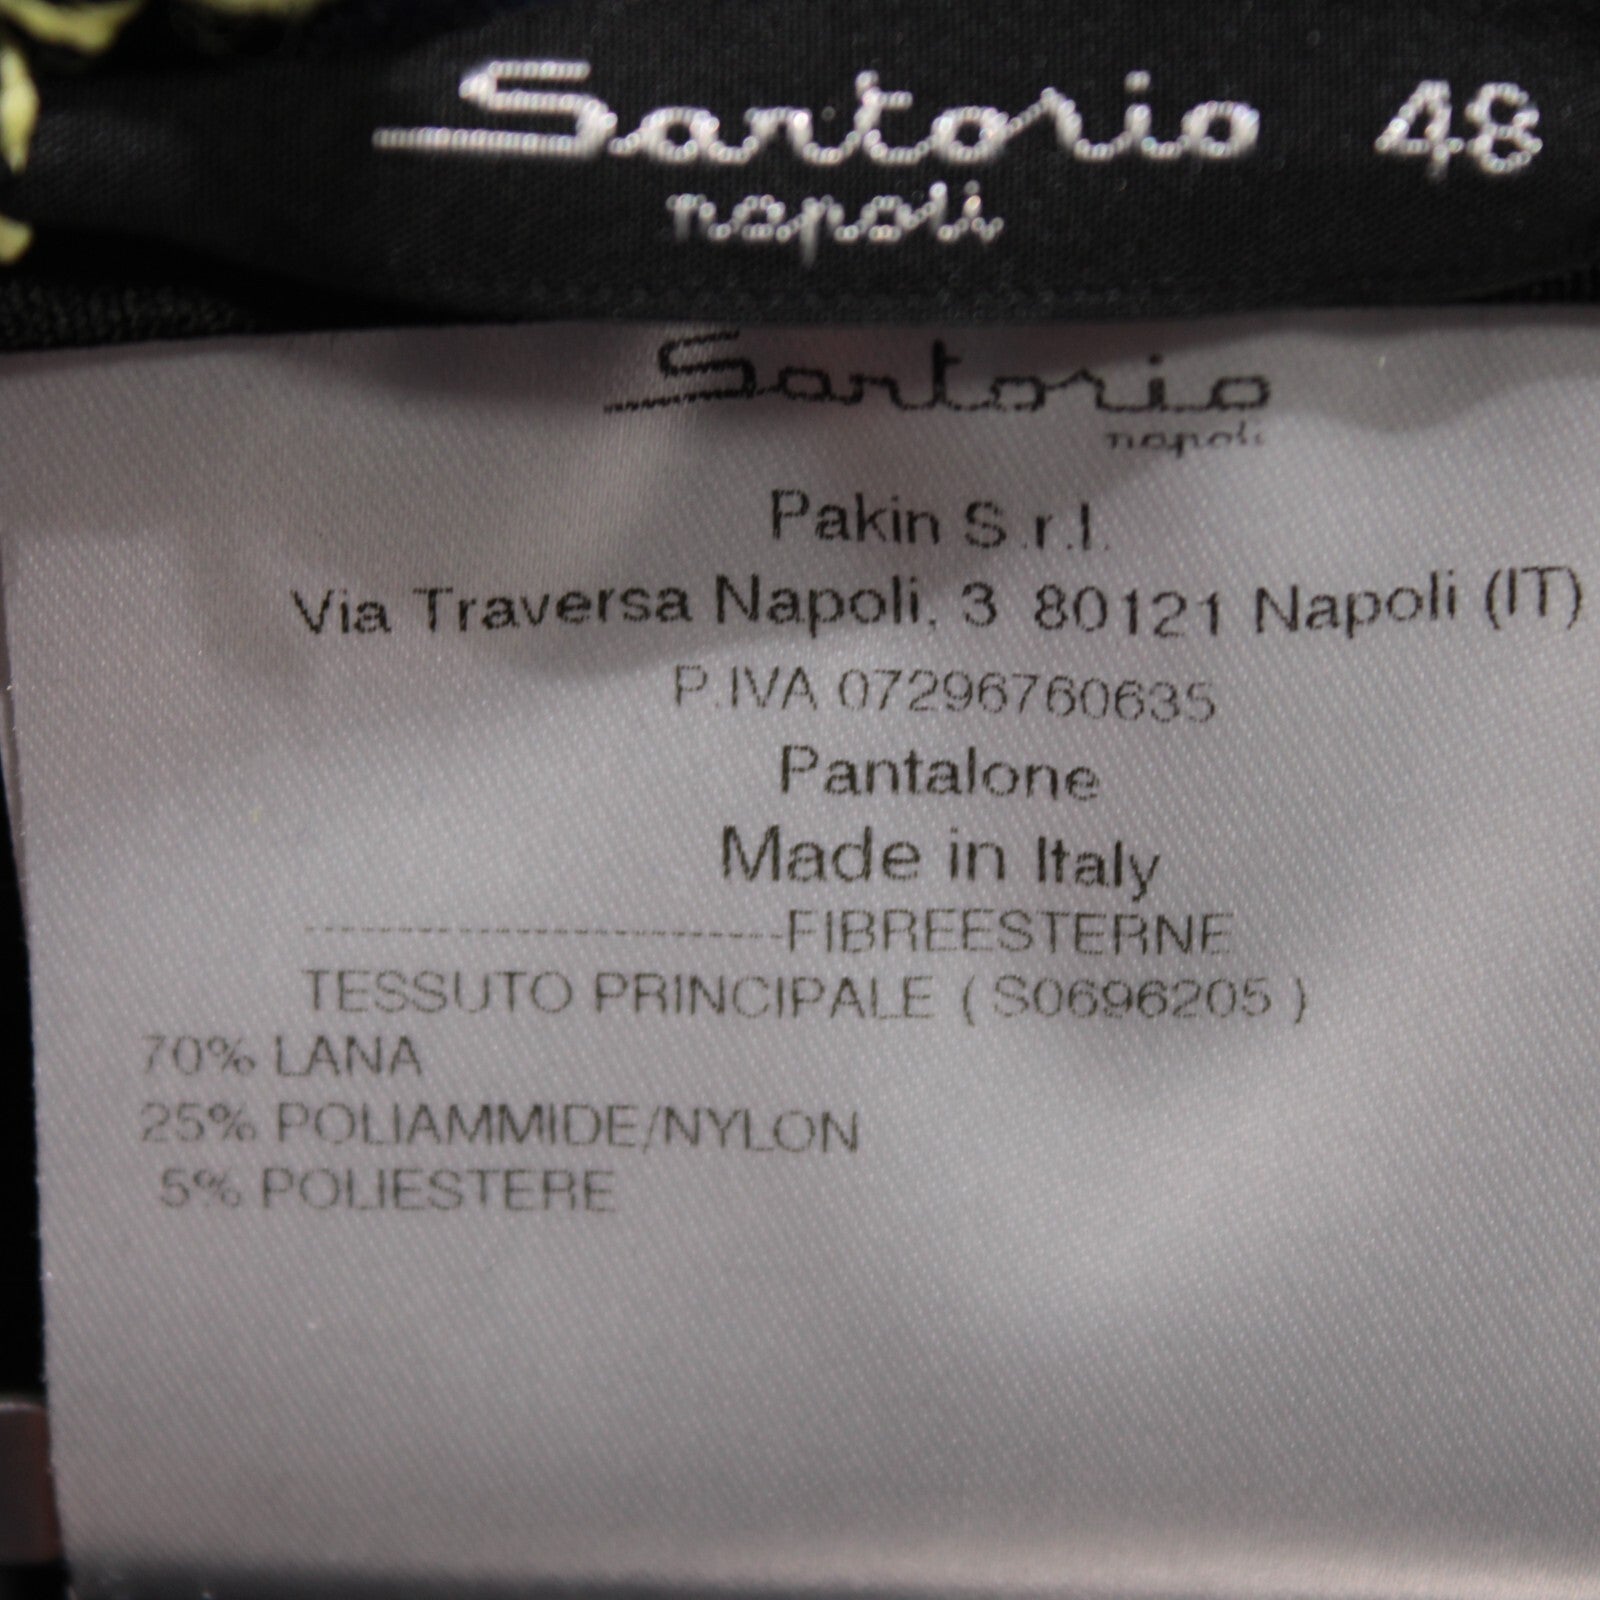 Sartorio 48
napoli
Sartorio
napoli
Pakin S.r.l.
Via Traversa Napoli, 3 80121 Napoli (IT)
P.IVA 07296760635
Pantalone
Made in Italy
-------------------------FIBREESTERNE
TESSUTO PRINCIPALE ( S0696205 )
70% LANA
25% POLIAMMIDE/NYLON
5% POLIESTERE